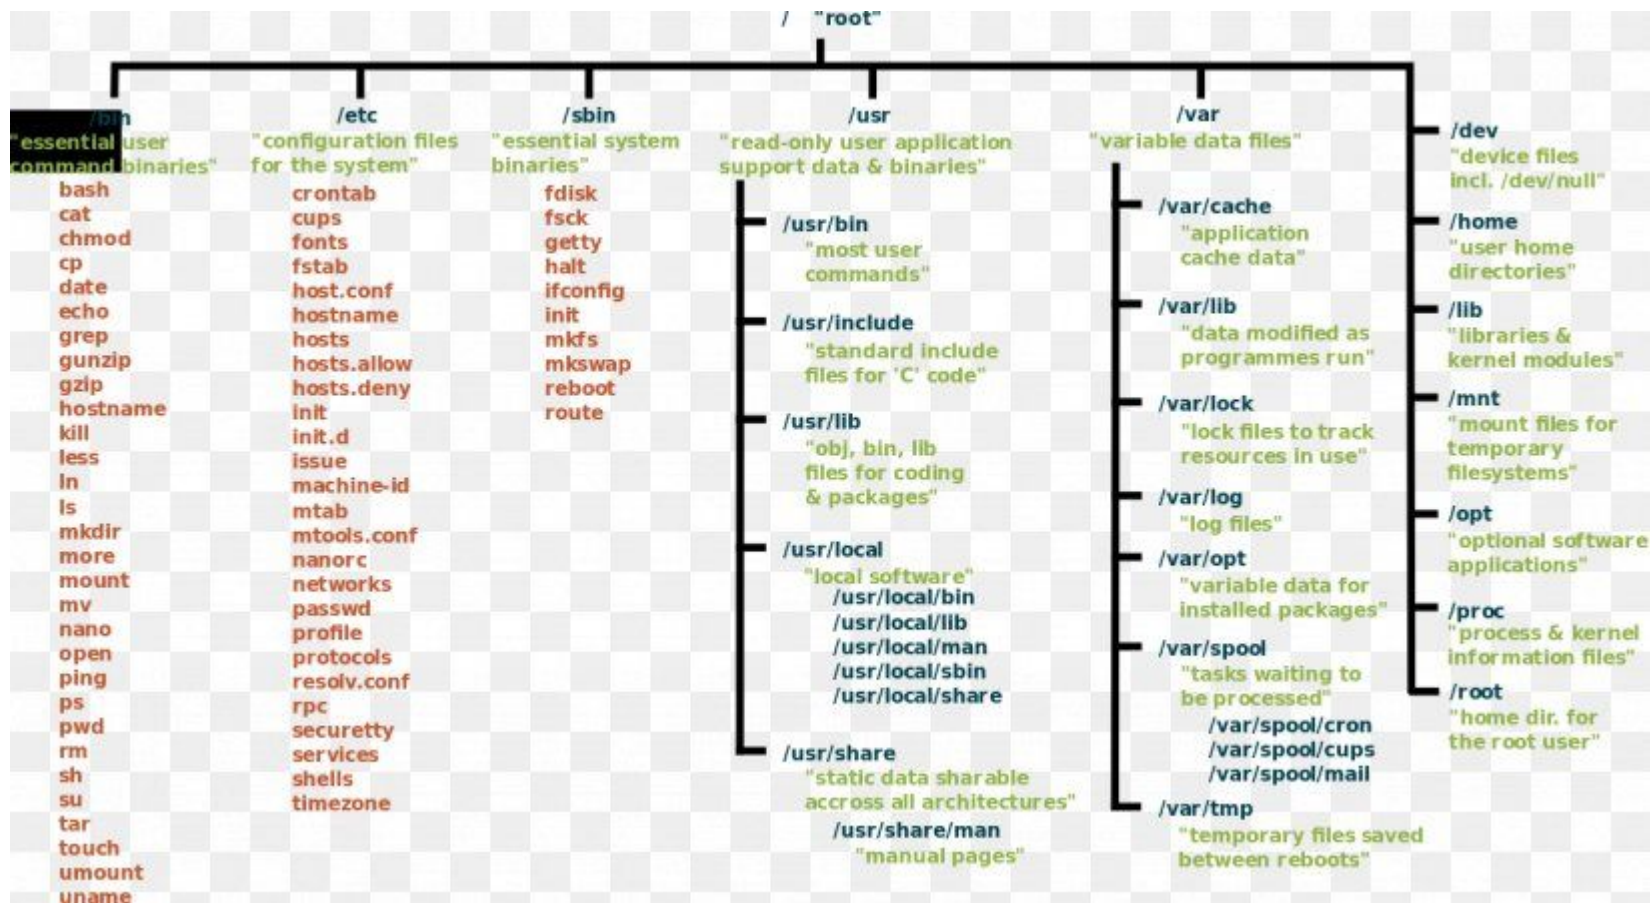 / "root"
/bin
"essential user
command binaries"
bash
cat
chmod
cp
date
echo
grep
gunzip
gzip
hostname
kill
less
ln
ls
mkdir
more
mount
mv
nano
open
ping
ps
pwd
rm
sh
su
tar
touch
umount
uname
/etc
"configuration files
for the system"
crontab
cups
fonts
fstab
host.conf
hostname
hosts
hosts.allow
hosts.deny
init
init.d
issue
machine-id
mtab
mtools.conf
nanorc
networks
passwd
profile
protocols
resolv.conf
rpc
securetty
services
shells
timezone
/sbin
"essential system
binaries"
fdisk
fsck
getty
halt
ifconfig
init
mkfs
mkswap
reboot
route
/usr
"read-only user application
support data & binaries"
/usr/bin
"most user
commands"
/usr/include
"standard include
files for 'C' code"
/usr/lib
"obj, bin, lib
files for coding
& packages"
/usr/local
"local software"
/usr/local/bin
/usr/local/lib
/usr/local/man
/usr/local/sbin
/usr/local/share
/usr/share
"static data sharable
accross all architectures"
/usr/share/man
"manual pages"
/var
"variable data files"
/var/cache
"application
cache data"
/var/lib
"data modified as
programmes run"
/var/lock
"lock files to track
resources in use"
/var/log
"log files"
/var/opt
"variable data for
installed packages"
/var/spool
"tasks waiting to
be processed"
/var/spool/cron
/var/spool/cups
/var/spool/mail
/var/tmp
"temporary files saved
between reboots"
/dev
"device files
incl. /dev/null"
/home
"user home
directories"
/lib
"libraries &
kernel modules"
/mnt
"mount files for
temporary
filesystems"
/opt
"optional software
applications"
/proc
"process & kernel
information files"
/root
"home dir. for
the root user"